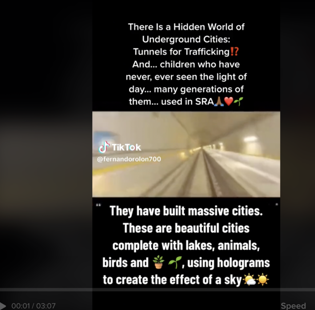 There Is a Hidden World of
Underground Cities:
Tunnels for Trafficking⁉️
And... children who have
never, ever seen the light of
day... many generations of
them... used in SRA🙏🏾❤️🌱
TikTok
@fernandorolon700
"They have built massive cities.
These are beautiful cities
complete with lakes, animals,
birds and 🪴🌱, using holograms
to create the effect of a sky🌤️☀️
00:01 / 03:07
Speed